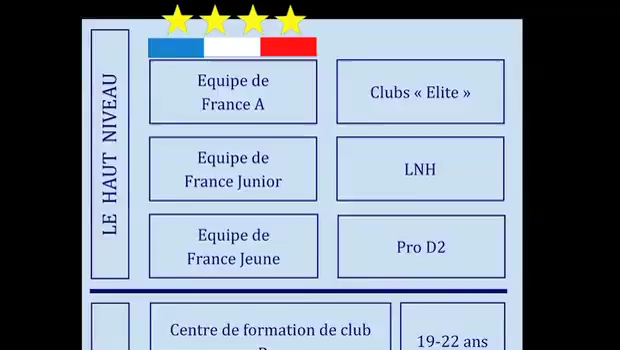 LE HAUT NIVEAU
Equipe de
France A
Clubs « Elite »
Equipe de
France Junior
LNH
Equipe de
France Jeune
Pro D2
Centre de formation de club
19-22 ans